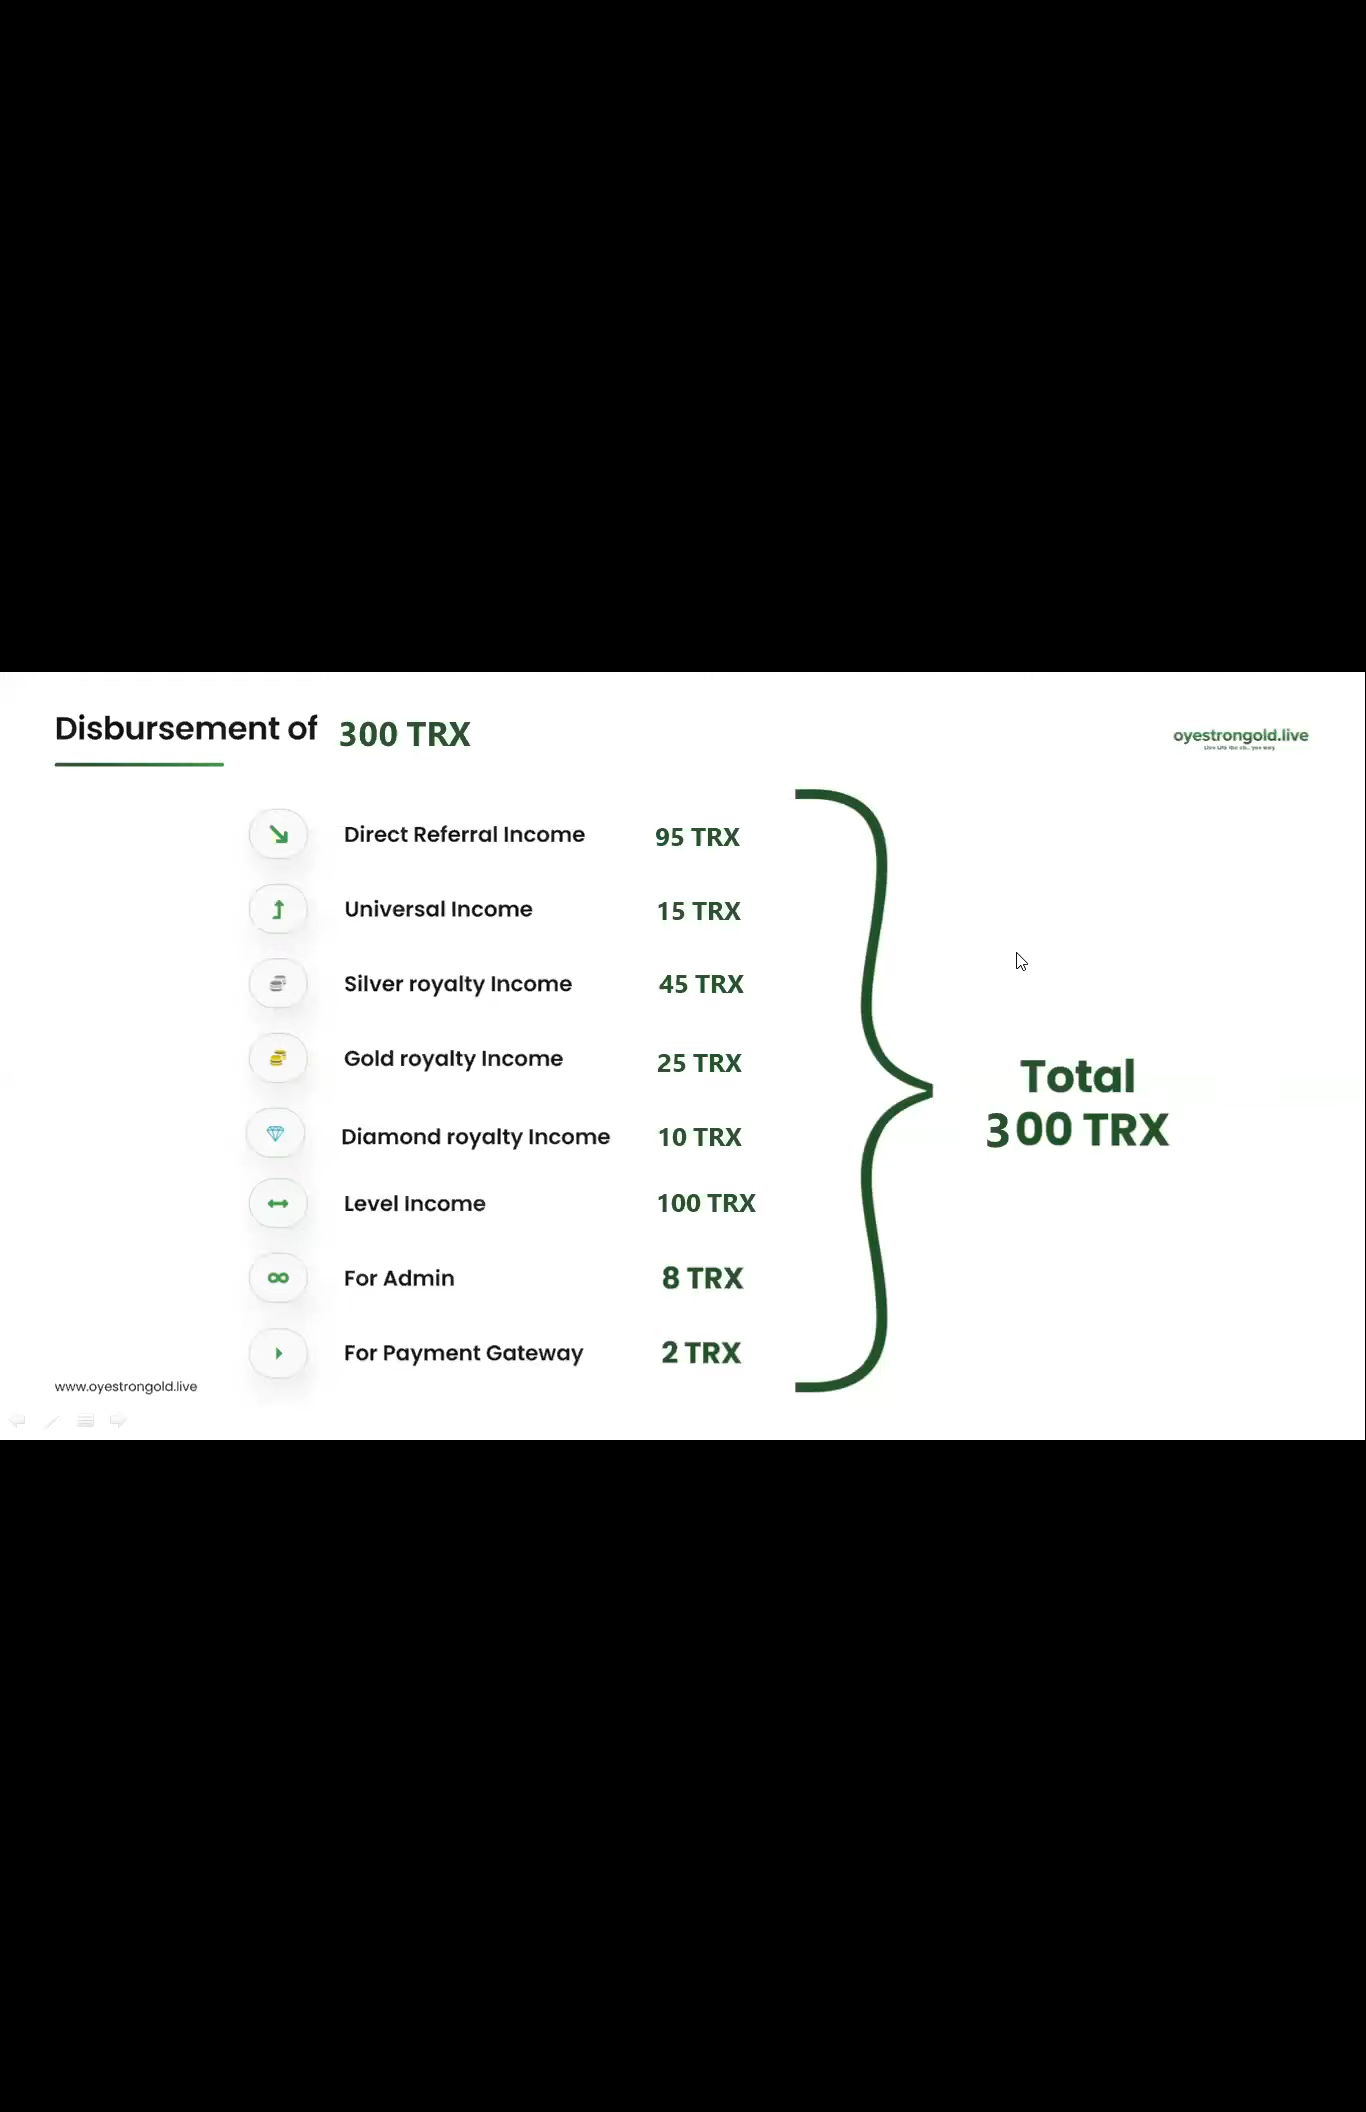 Disbursement of 300 TRX
oyestrongold.live
Direct Referral Income 95 TRX
Universal Income 15 TRX
Silver royalty Income 45 TRX
Gold royalty Income 25 TRX
Diamond royalty Income 10 TRX
Level Income 100 TRX
For Admin 8 TRX
For Payment Gateway 2 TRX
Total
300 TRX
www.oyestrongold.live